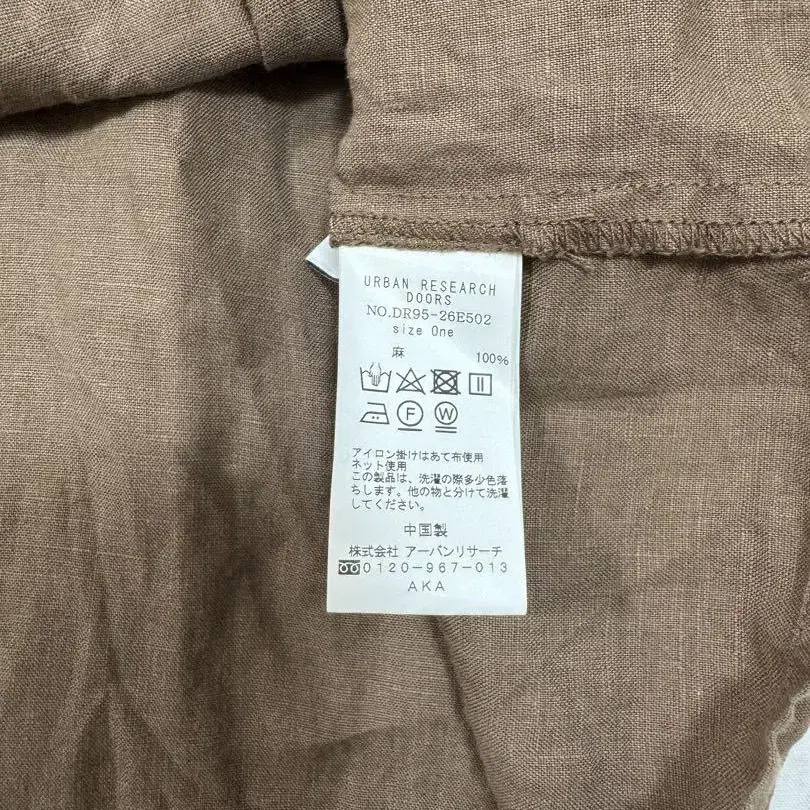 URBAN RESEARCH
DOORS
NO.DR95-26E502
size One
麻 100%
F W
アイロン掛けはあて布使用
ネット使用
この製品は、洗濯の際多少色落
ちします。他の物と分けて洗濯
してください。
中国製
株式会社 アーバンリサーチ
0120-967-013
AKA